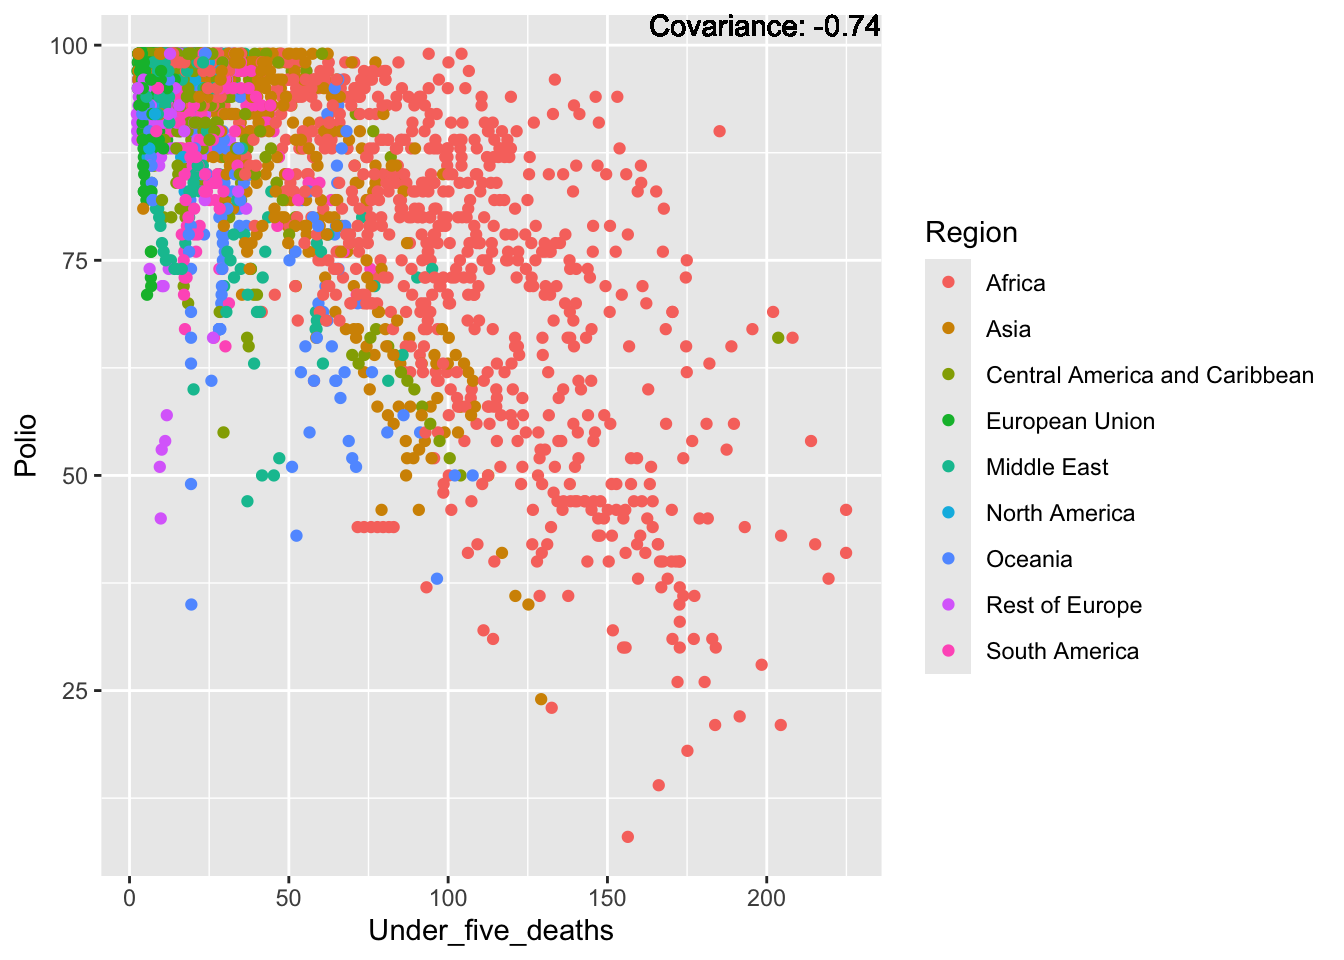 Covariance: -0.74
100
75
50
25
Polio
0 50 100 150 200
Under_five_deaths
Region
Africa
Asia
Central America and Caribbean
European Union
Middle East
North America
Oceania
Rest of Europe
South America